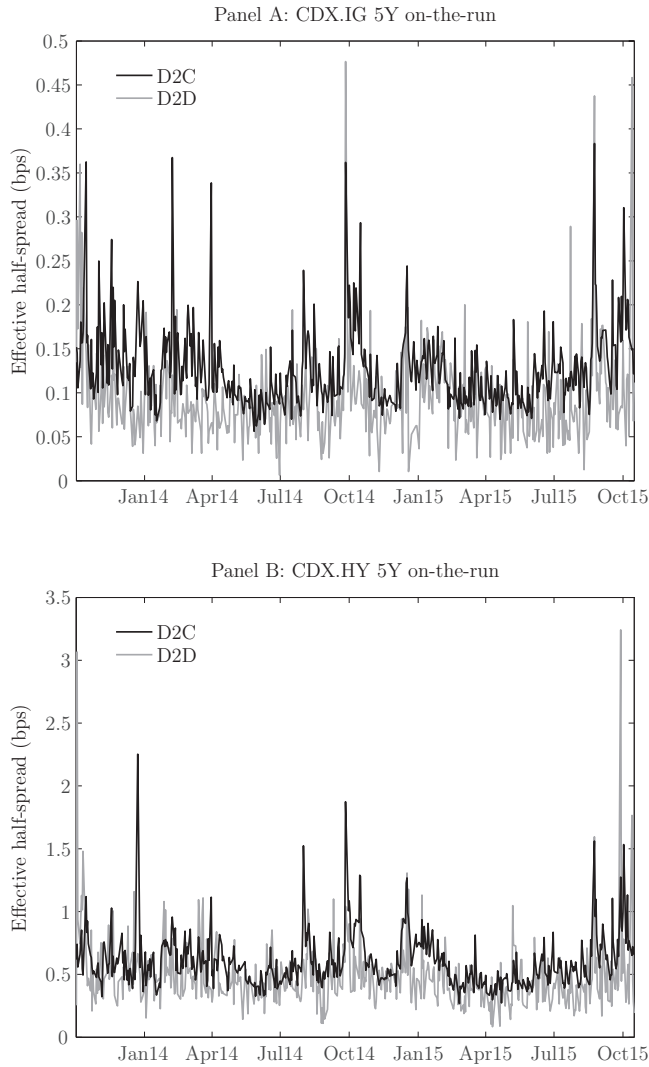 Panel A: CDX.IG 5Y on-the-run
0.5
0.45
0.4
0.35
0.3
0.25
0.2
0.15
0.1
0.05
0
Effective half-spread (bps)
D2C
D2D
Jan14 Apr14 Jul14 Oct14 Jan15 Apr15 Jul15 Oct15
Panel B: CDX.HY 5Y on-the-run
3.5
3
2.5
2
1.5
1
0.5
0
Effective half-spread (bps)
D2C
D2D
Jan14 Apr14 Jul14 Oct14 Jan15 Apr15 Jul15 Oct15